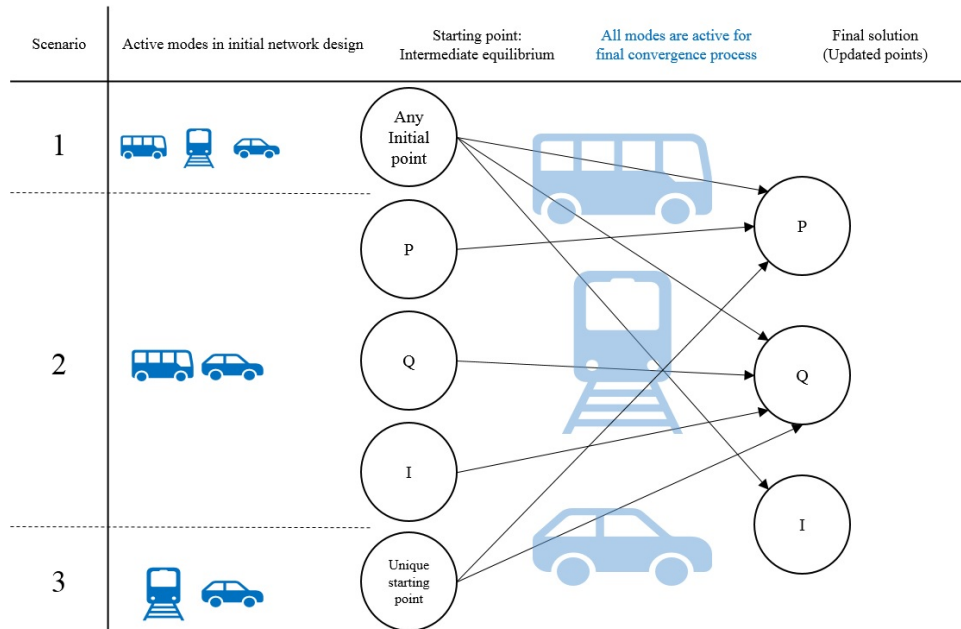 Scenario
Active modes in initial network design
Starting point:
Intermediate equilibrium
All modes are active for
final convergence process
Final solution
(Updated points)
1
Any
Initial
point
P
P
2
Q
Q
I
I
3
Unique
starting
point